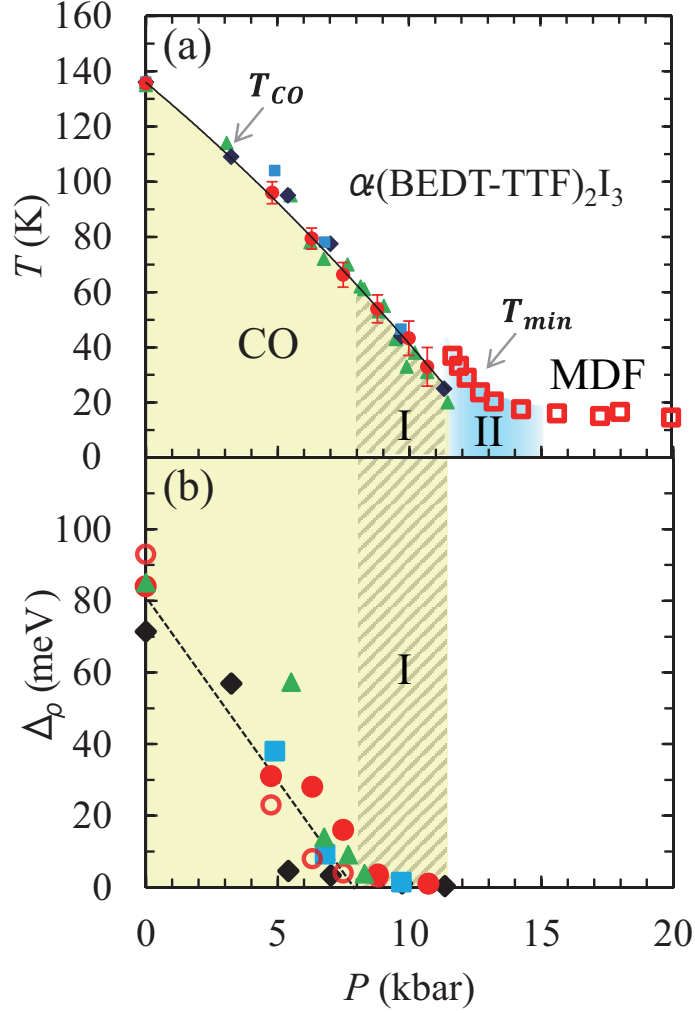 (a)
160
140
120
100
80
60
40
20
0
T (K)
T_CO
α-(BEDT-TTF)₂I₃
T_min
CO
I
II
MDF
(b)
100
80
60
40
20
0
Δρ (meV)
I
0
5
10
15
20
P (kbar)